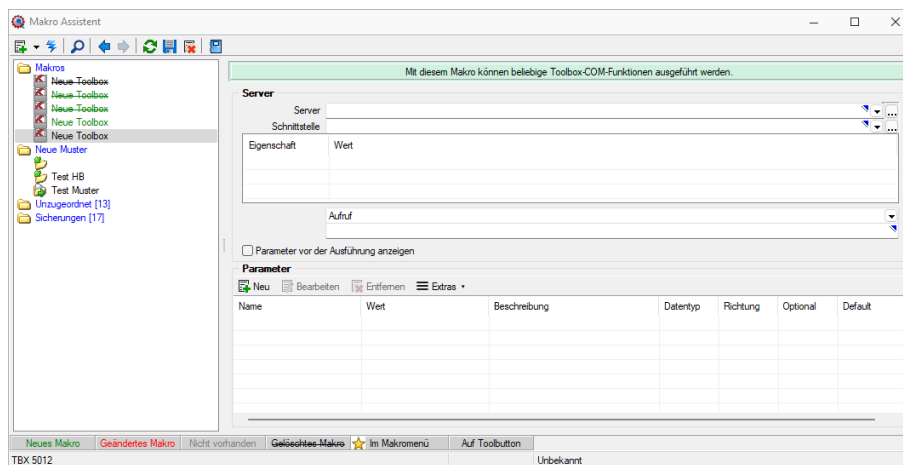 Makro Assistent
Makros
Neue Toolbox
Neue Toolbox
Neue Toolbox
Neue Toolbox
Neue Toolbox
Neue Muster
Test HB
Test Muster
Unzugeordnet [13]
Sicherungen [17]
Mit diesem Makro können beliebige Toolbox-COM-Funktionen ausgeführt werden.
Server
Server
Schnittstelle
Eigenschaft Wert
Aufruf
Parameter vor der Ausführung anzeigen
Parameter
Neu Bearbeiten Entfernen Extras
Name Wert Beschreibung Datentyp Richtung Optional Default
Neues Makro Geändertes Makro Nicht vorhanden Gelöschtes Makro Im Makromenü Auf Toolbutton
TBX 5012 Unbekannt